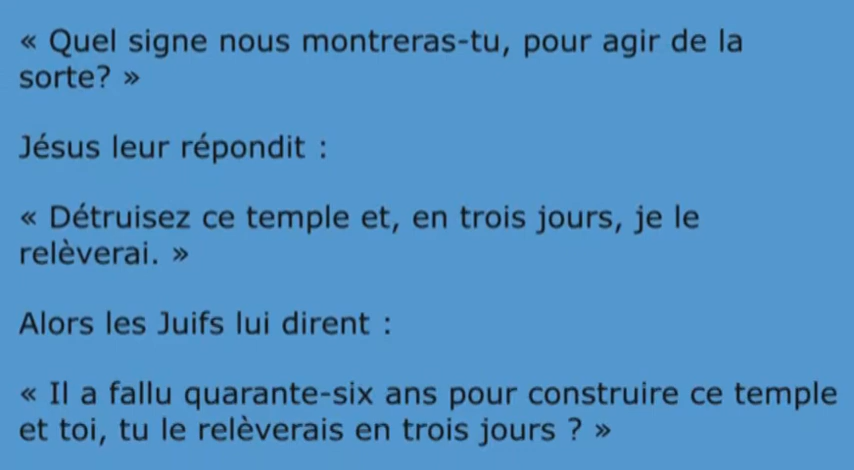 « Quel signe nous montreras-tu, pour agir de la
sorte? »
Jésus leur répondit :
« Détruisez ce temple et, en trois jours, je le
relèverai. »
Alors les Juifs lui dirent :
« Il a fallu quarante-six ans pour construire ce temple
et toi, tu le relèverais en trois jours ? »